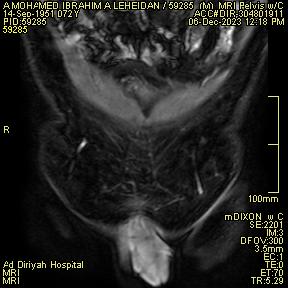 A MOHAMED IBRAHIM A LEHEIDAN / 59285 (M) MRI Pelvis w/C
14-Sep-1951 072Y ACC#DIR:304801911
PID:59285 06-Dec-2023 12:18 PM
59285
R
100mm
mDIXON w C
SE:2201
IM:3
DFOV:300
3.5mm
EC:1
Ad Diriyah Hospital TE:0
MRI ET:70
MRI TR:5.29